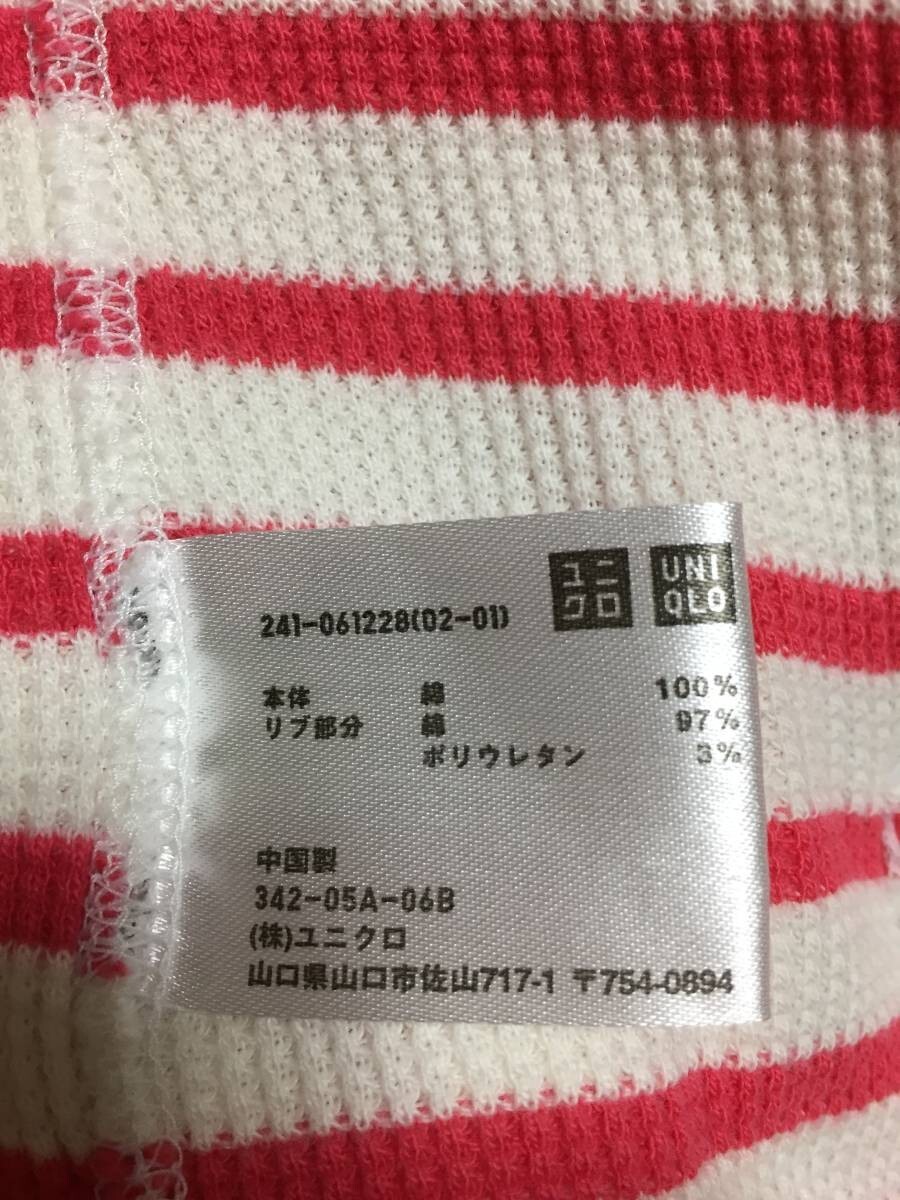 ユニクロ
UNIQLO
241-061228(02-01)
本体 綿 100%
リブ部分 綿 97%
ポリウレタン 3%
中国製
342-05A-06B
(株)ユニクロ
山口県山口市佐山717-1 〒754-0894